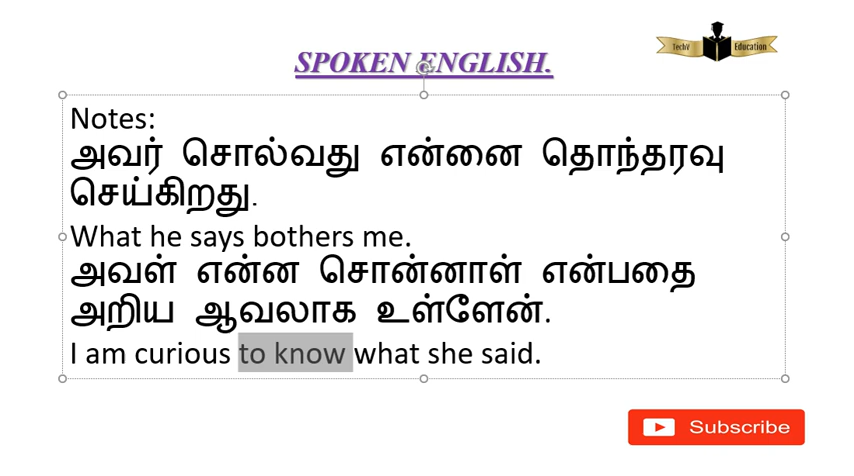 SPOKEN ENGLISH.
TechV Education
Notes:
அவர் சொல்வது என்னை தொந்தரவு
செய்கிறது.
What he says bothers me.
அவள் என்ன சொன்னாள் என்பதை
அறிய ஆவலாக உள்ளேன்.
I am curious to know what she said.
Subscribe